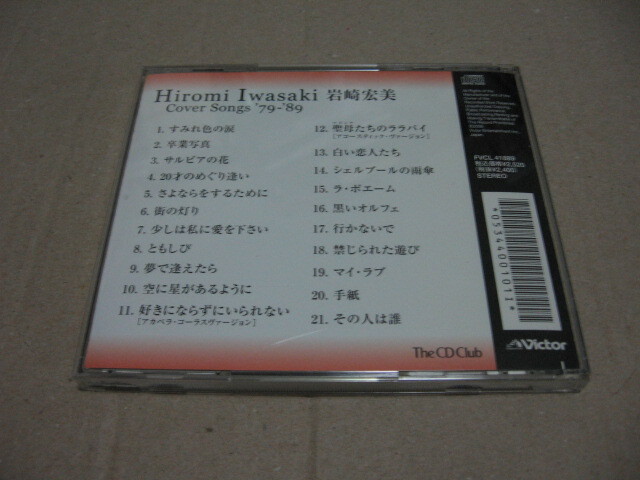 Hiromi Iwasaki 岩崎宏美
Cover Songs '79-'89
1. すみれ色の涙
2. 卒業写真
3. サルビアの花
4. 20才のめぐり逢い
5. さよならをするために
6. 街の灯り
7. 少しは私に愛を下さい
8. ともしび
9. 夢で逢えたら
10. 空に星があるように
11. 好きにならずにいられない
[アカペラ・コーラスヴァージョン]
12. 聖母たちのララバイ
[アコースティック・ヴァージョン]
13. 白い恋人たち
14. シェルブールの雨傘
15. ラ・ボエーム
16. 黒いオルフェ
17. 行かないで
18. 禁じられた遊び
19. マイ・ラブ
20. 手紙
21. その人は誰
The CD Club
STEREO
Victor